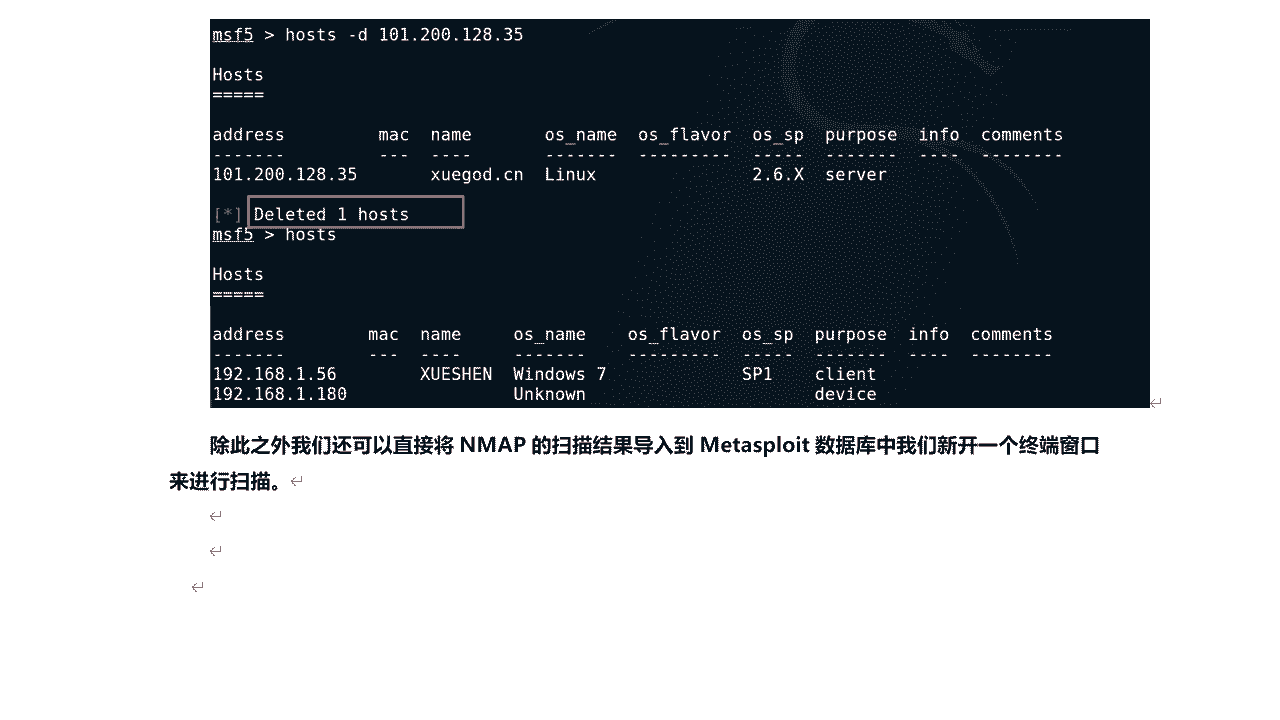 msf5 > hosts -d 101.200.128.35
Hosts
=====
address mac name os_name os_flavor os_sp purpose info comments
------- --- ---- ------- --------- ----- ------- ---- --------
101.200.128.35 xuegod.cn Linux 2.6.X server
[*] Deleted 1 hosts
msf5 > hosts
Hosts
=====
address mac name os_name os_flavor os_sp purpose info comments
------- --- ---- ------- --------- ----- ------- ---- --------
192.168.1.56 XUESHEN Windows 7 SP1 client
192.168.1.180 Unknown device
除此之外我们还可以直接将 NMAP 的扫描结果导入到 Metasploit 数据库中我们新开一个终端窗口
来进行扫描。